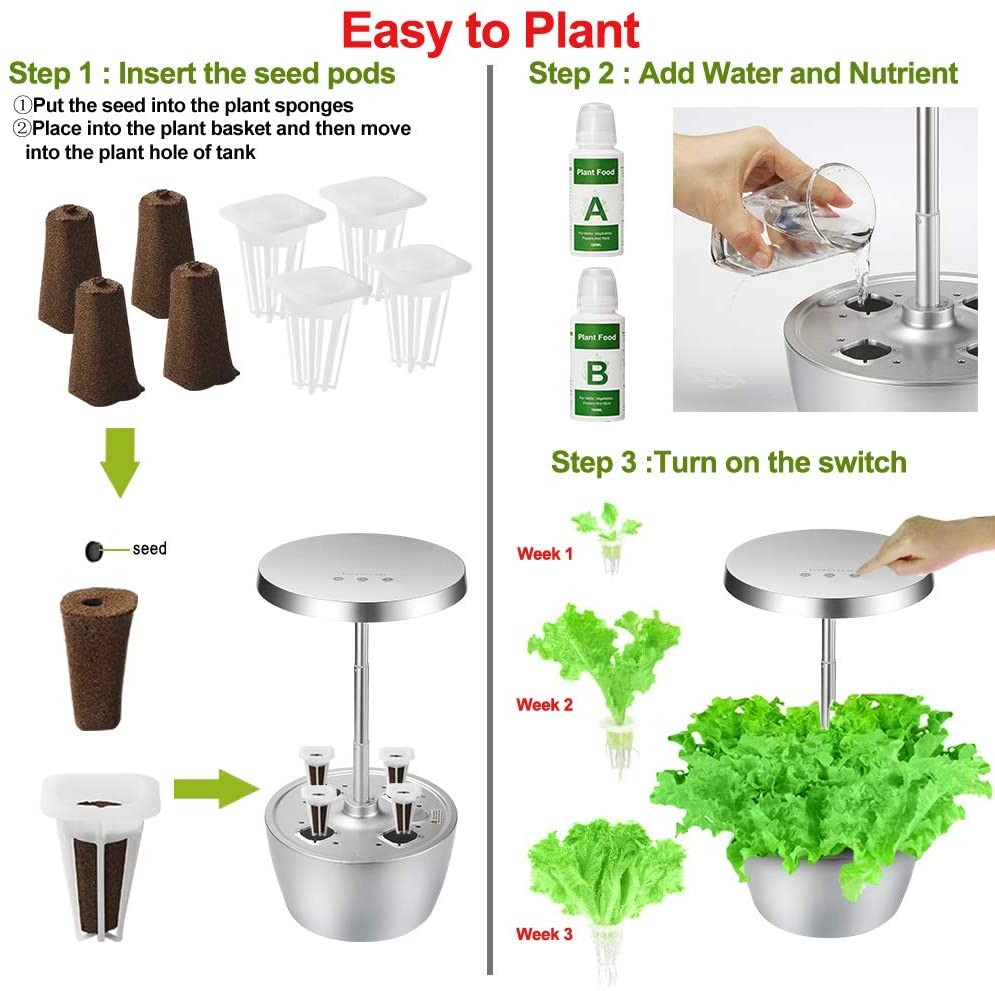 Easy to Plant
Step 1 : Insert the seed pods
①Put the seed into the plant sponges
②Place into the plant basket and then move
into the plant hole of tank
seed
Step 2 : Add Water and Nutrient
Plant Food
A
Plant Food
B
Step 3 :Turn on the switch
Week 1
Week 2
Week 3